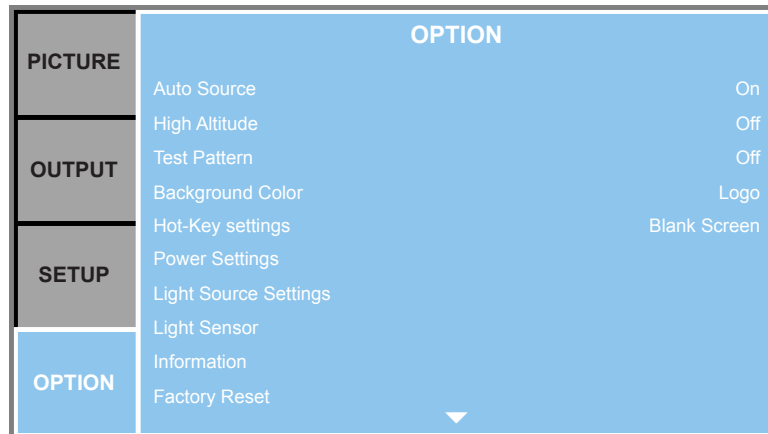 PICTURE
OUTPUT
SETUP
OPTION
OPTION
Auto Source On
High Altitude Off
Test Pattern Off
Background Color Logo
Hot-Key settings Blank Screen
Power Settings
Light Source Settings
Light Sensor
Information
Factory Reset